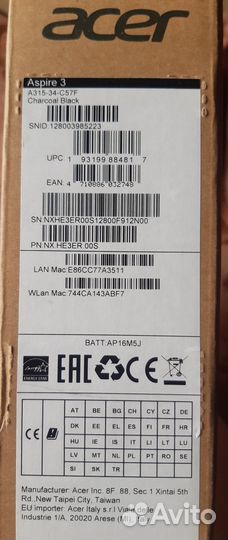 acer
Aspire 3
A315-34-C57F
Charcoal Black
SNID:128003985223
UPC 1 93199 88481 7
EAN: 4 710886 032748
SN:NXHE3ER00S12800F912N00
PN:NX.HE3ER.00S
LAN Mac:E86CC77A3511
WLan Mac:744CA143ABF7
BATT:AP16M5J
ENERGY STAR
EAC CE
AT BE BG CH CY CZ DE
DK EE EL ES FI FR HR
HU IE IS IT LI LT LU
LV MT NL PL PT RO SE
SI SK TR
Manufacturer: Acer Inc. 8F 88, Sec 1 Xintai 5th
Rd.,New Taipei City, Taiwan
EU importer: Acer Italy s.r.l Viale delle
Industrie 1/A, 20020 Arese (MI), Italy
Avito